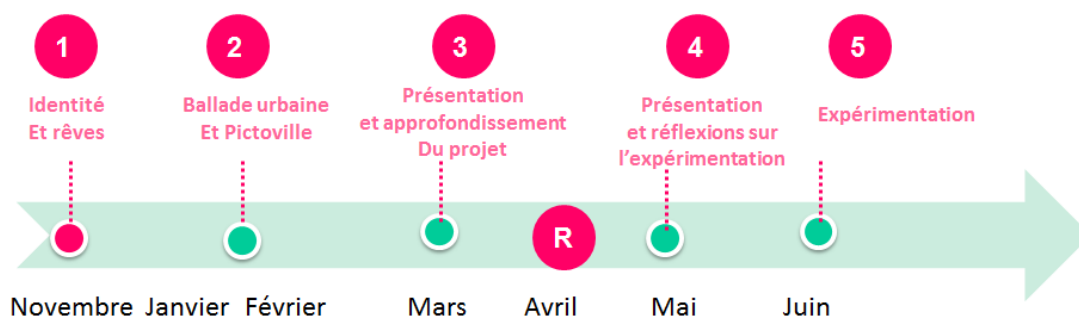 1
Identité
Et rêves
2
Ballade urbaine
Et Pictoville
3
Présentation
et approfondissement
Du projet
4
Présentation
et réflexions sur
l'expérimentation
5
Expérimentation
R
Novembre Janvier Février Mars Avril Mai Juin